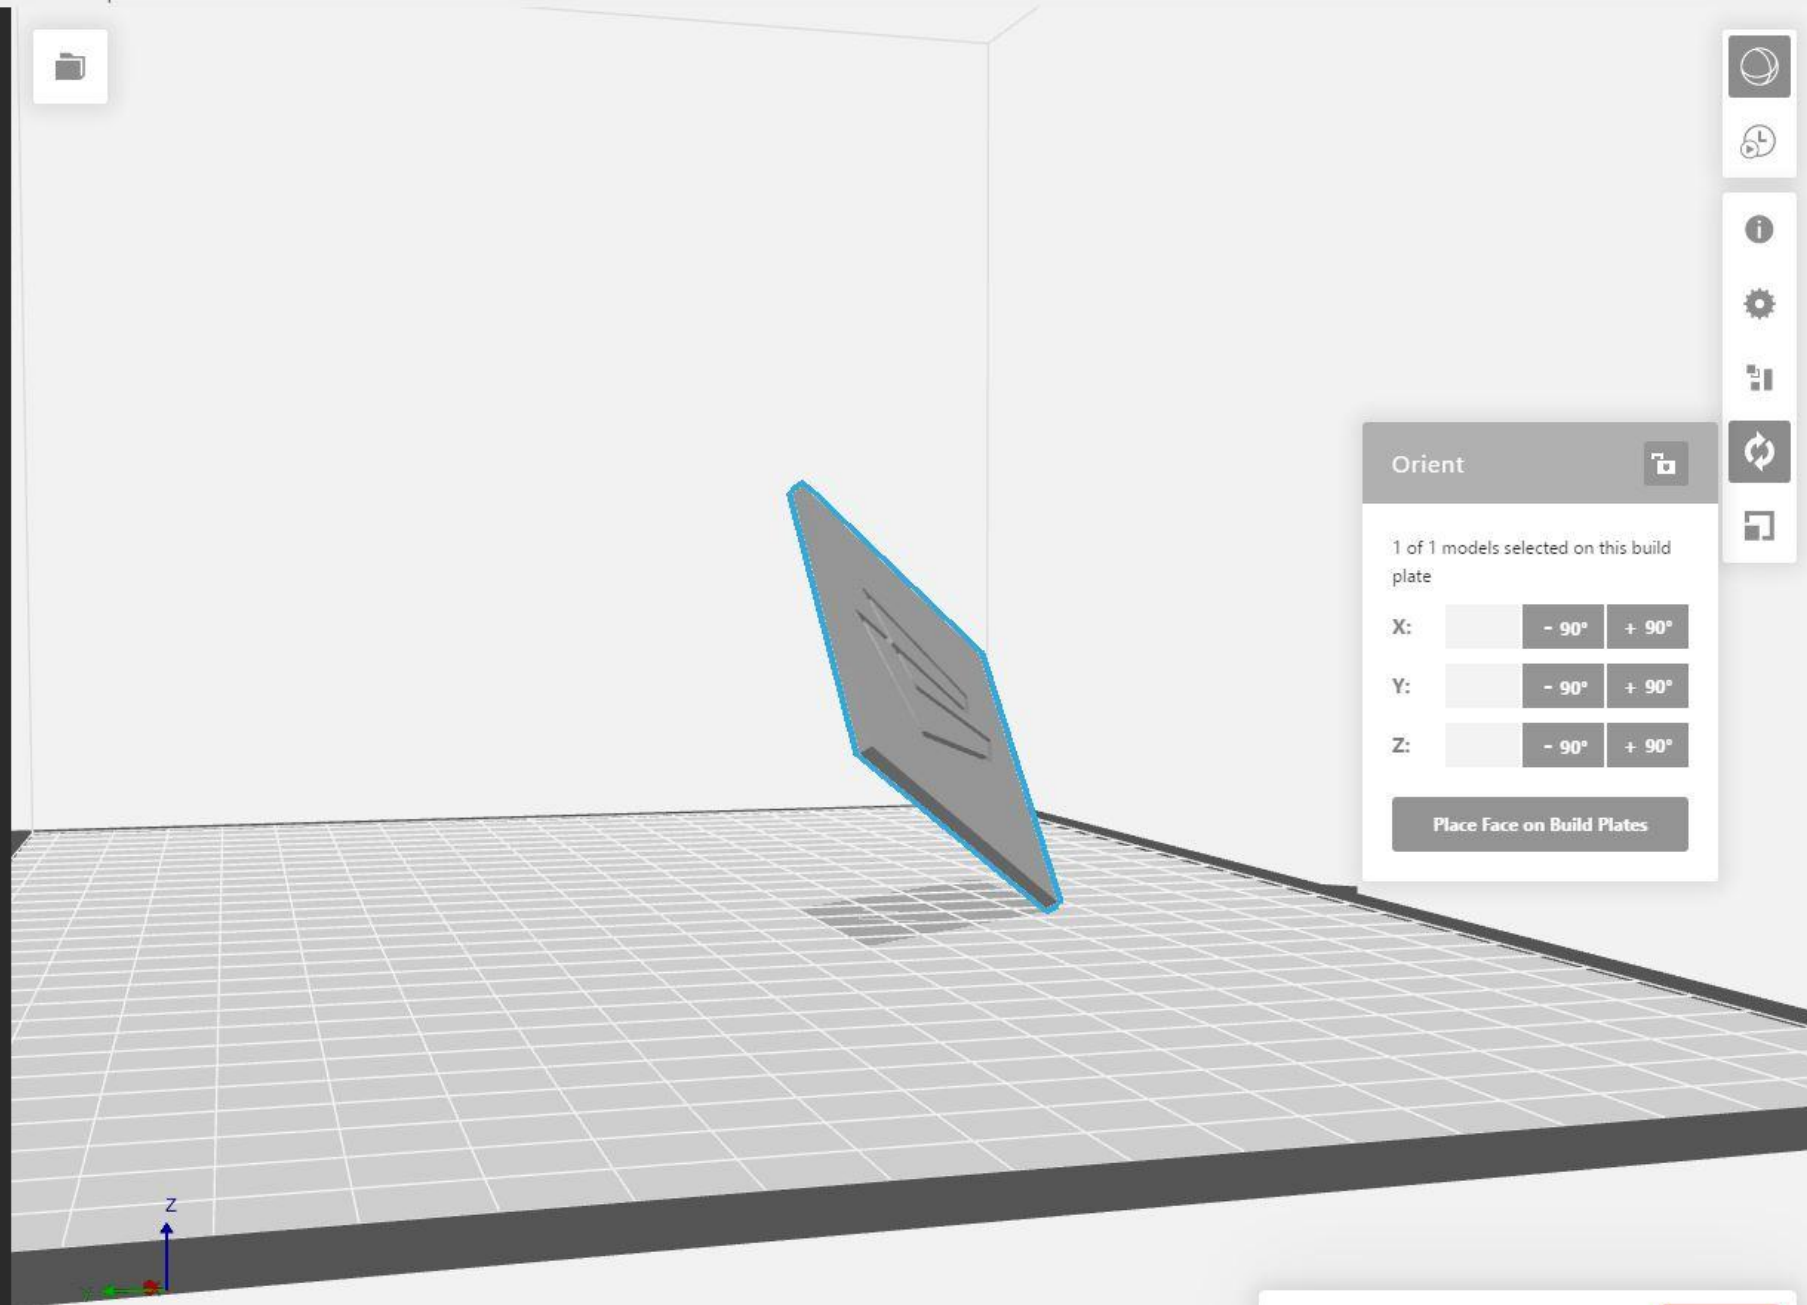 Orient
1 of 1 models selected on this build
plate
X: - 90° + 90°
Y: - 90° + 90°
Z: - 90° + 90°
Place Face on Build Plates
Z
Y